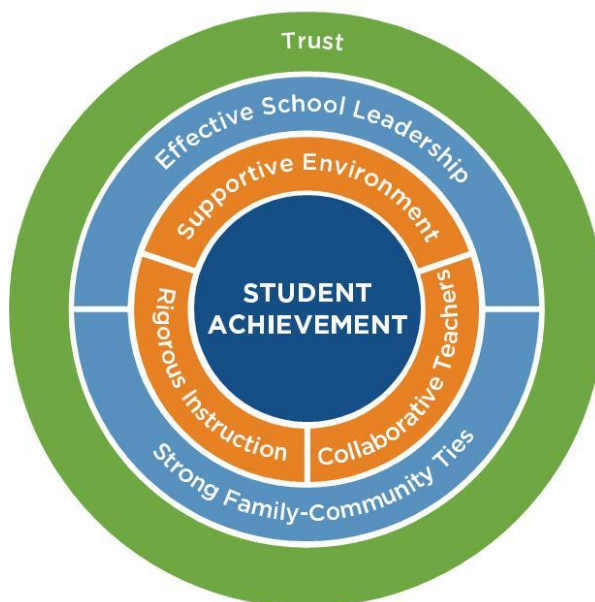 Trust
Effective School Leadership
Supportive Environment
STUDENT
ACHIEVEMENT
Rigorous Instruction
Collaborative Teachers
Strong Family-Community Ties